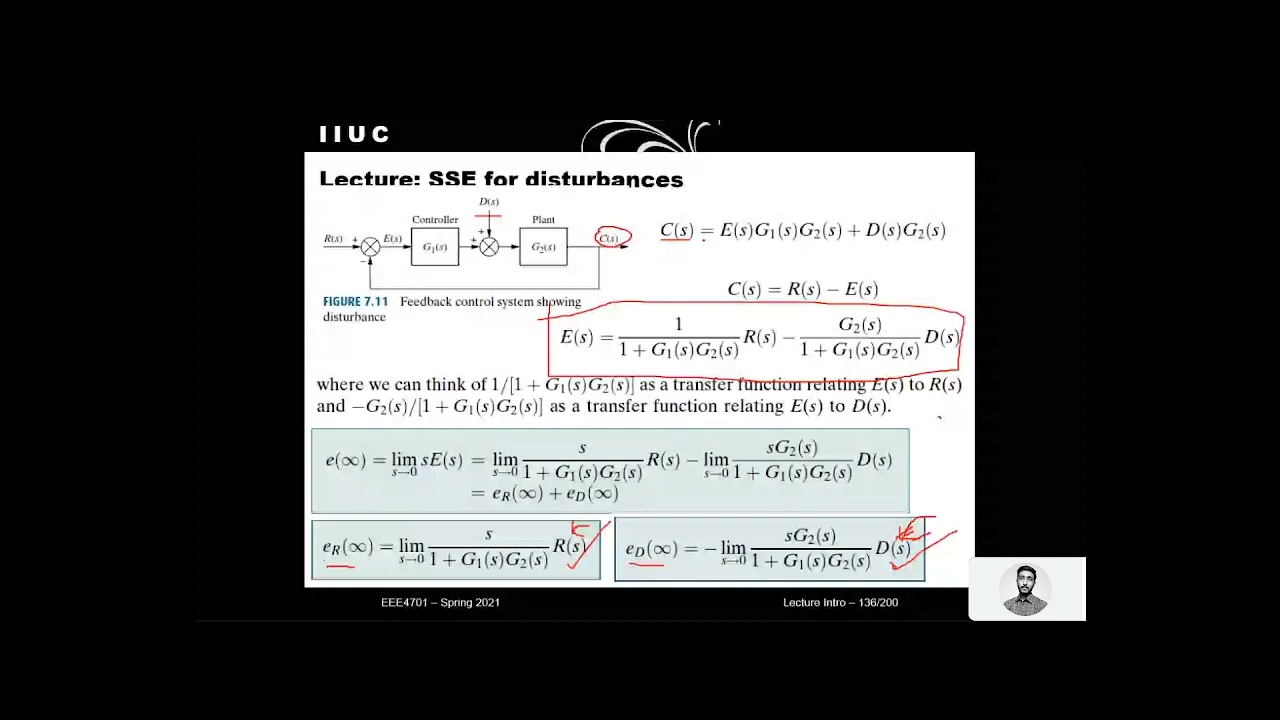 IIUC
Lecture: SSE for disturbances
D(s)
Controller
Plant
R(s) + E(s) G₁(s) + + G₂(s) C(s)
−
FIGURE 7.11 Feedback control system showing
disturbance
C(s) = E(s)G₁(s)G₂(s) + D(s)G₂(s)
C(s) = R(s) − E(s)
E(s) = 1 / (1 + G₁(s)G₂(s)) R(s) − G₂(s) / (1 + G₁(s)G₂(s)) D(s)
where we can think of 1/[1 + G₁(s)G₂(s)] as a transfer function relating E(s) to R(s)
and −G₂(s)/[1 + G₁(s)G₂(s)] as a transfer function relating E(s) to D(s).
e(∞) = lim s→0 sE(s) = lim s→0 s / (1 + G₁(s)G₂(s)) R(s) − lim s→0 sG₂(s) / (1 + G₁(s)G₂(s)) D(s)
= e_R(∞) + e_D(∞)
e_R(∞) = lim s→0 s / (1 + G₁(s)G₂(s)) R(s)
e_D(∞) = − lim s→0 sG₂(s) / (1 + G₁(s)G₂(s)) D(s)
EEE4701 – Spring 2021
Lecture Intro – 136/200